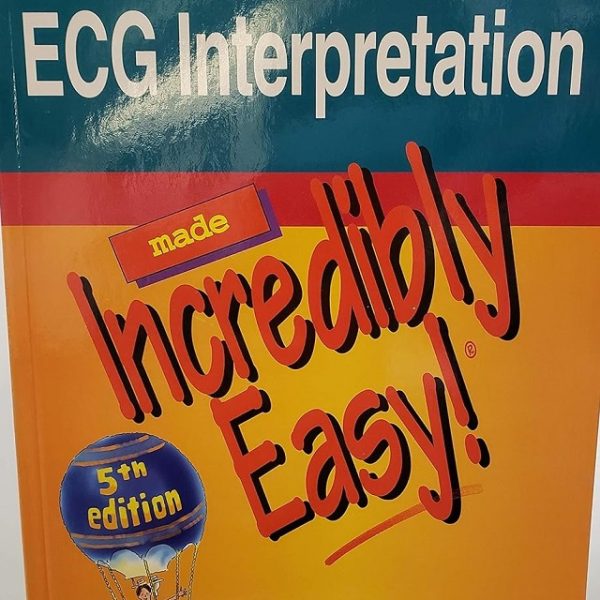 ECG Interpretation
made
Incredibly
Easy!®
5th
edition